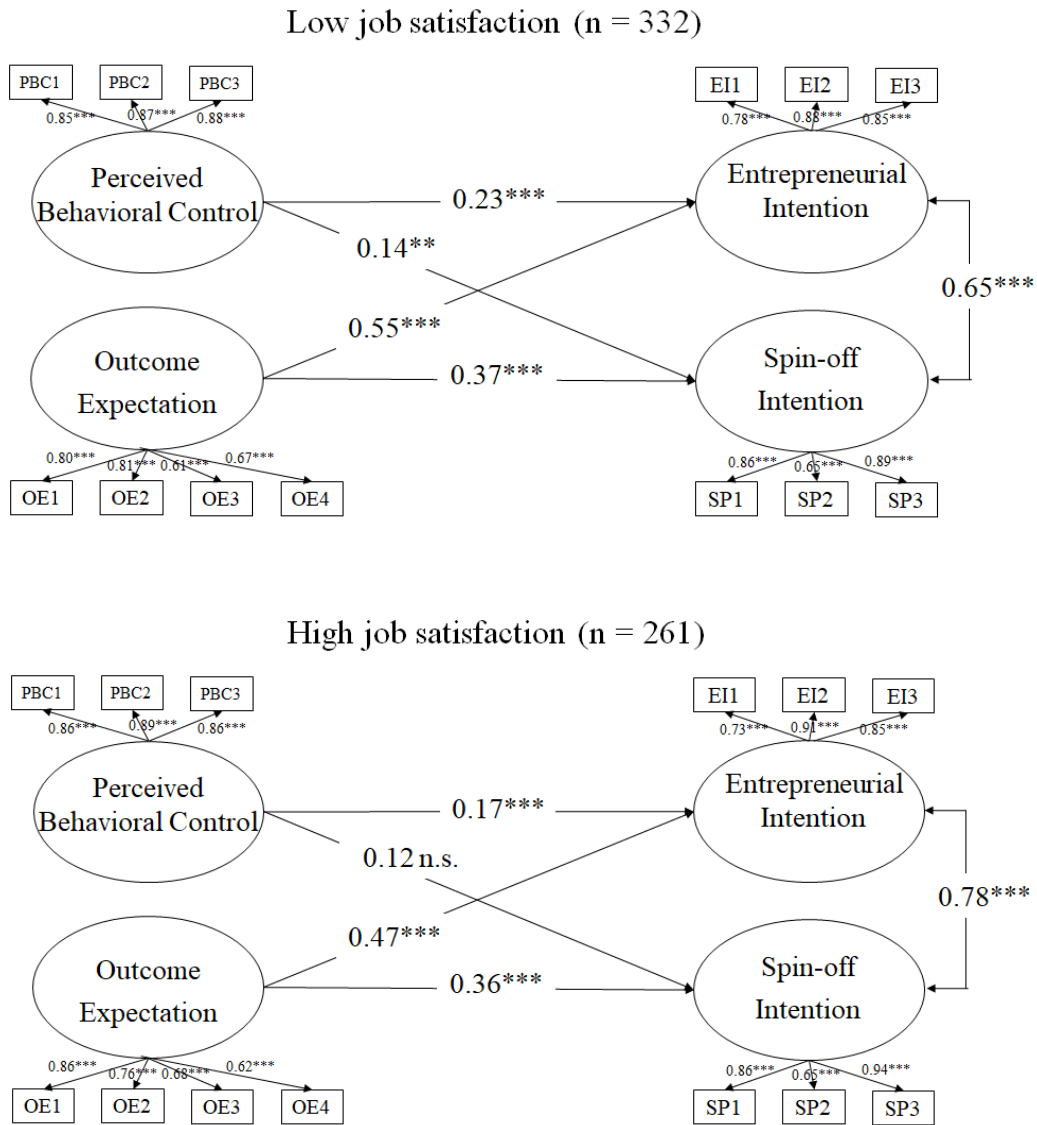 Low job satisfaction (n = 332)
PBC1 PBC2 PBC3
EI1 EI2 EI3
0.85*** 0.87*** 0.88***
0.78*** 0.88*** 0.85***
Perceived
Behavioral Control
Entrepreneurial
Intention
0.23***
0.14**
0.65***
0.55***
0.37***
Outcome
Expectation
Spin-off
Intention
0.80*** 0.81*** 0.61*** 0.67***
0.86*** 0.65*** 0.89***
OE1 OE2 OE3 OE4
SP1 SP2 SP3
High job satisfaction (n = 261)
PBC1 PBC2 PBC3
EI1 EI2 EI3
0.86*** 0.89*** 0.86***
0.73*** 0.91*** 0.85***
Perceived
Behavioral Control
Entrepreneurial
Intention
0.17***
0.12 n.s.
0.78***
0.47***
0.36***
Outcome
Expectation
Spin-off
Intention
0.86*** 0.76*** 0.68*** 0.62***
0.86*** 0.65*** 0.94***
OE1 OE2 OE3 OE4
SP1 SP2 SP3